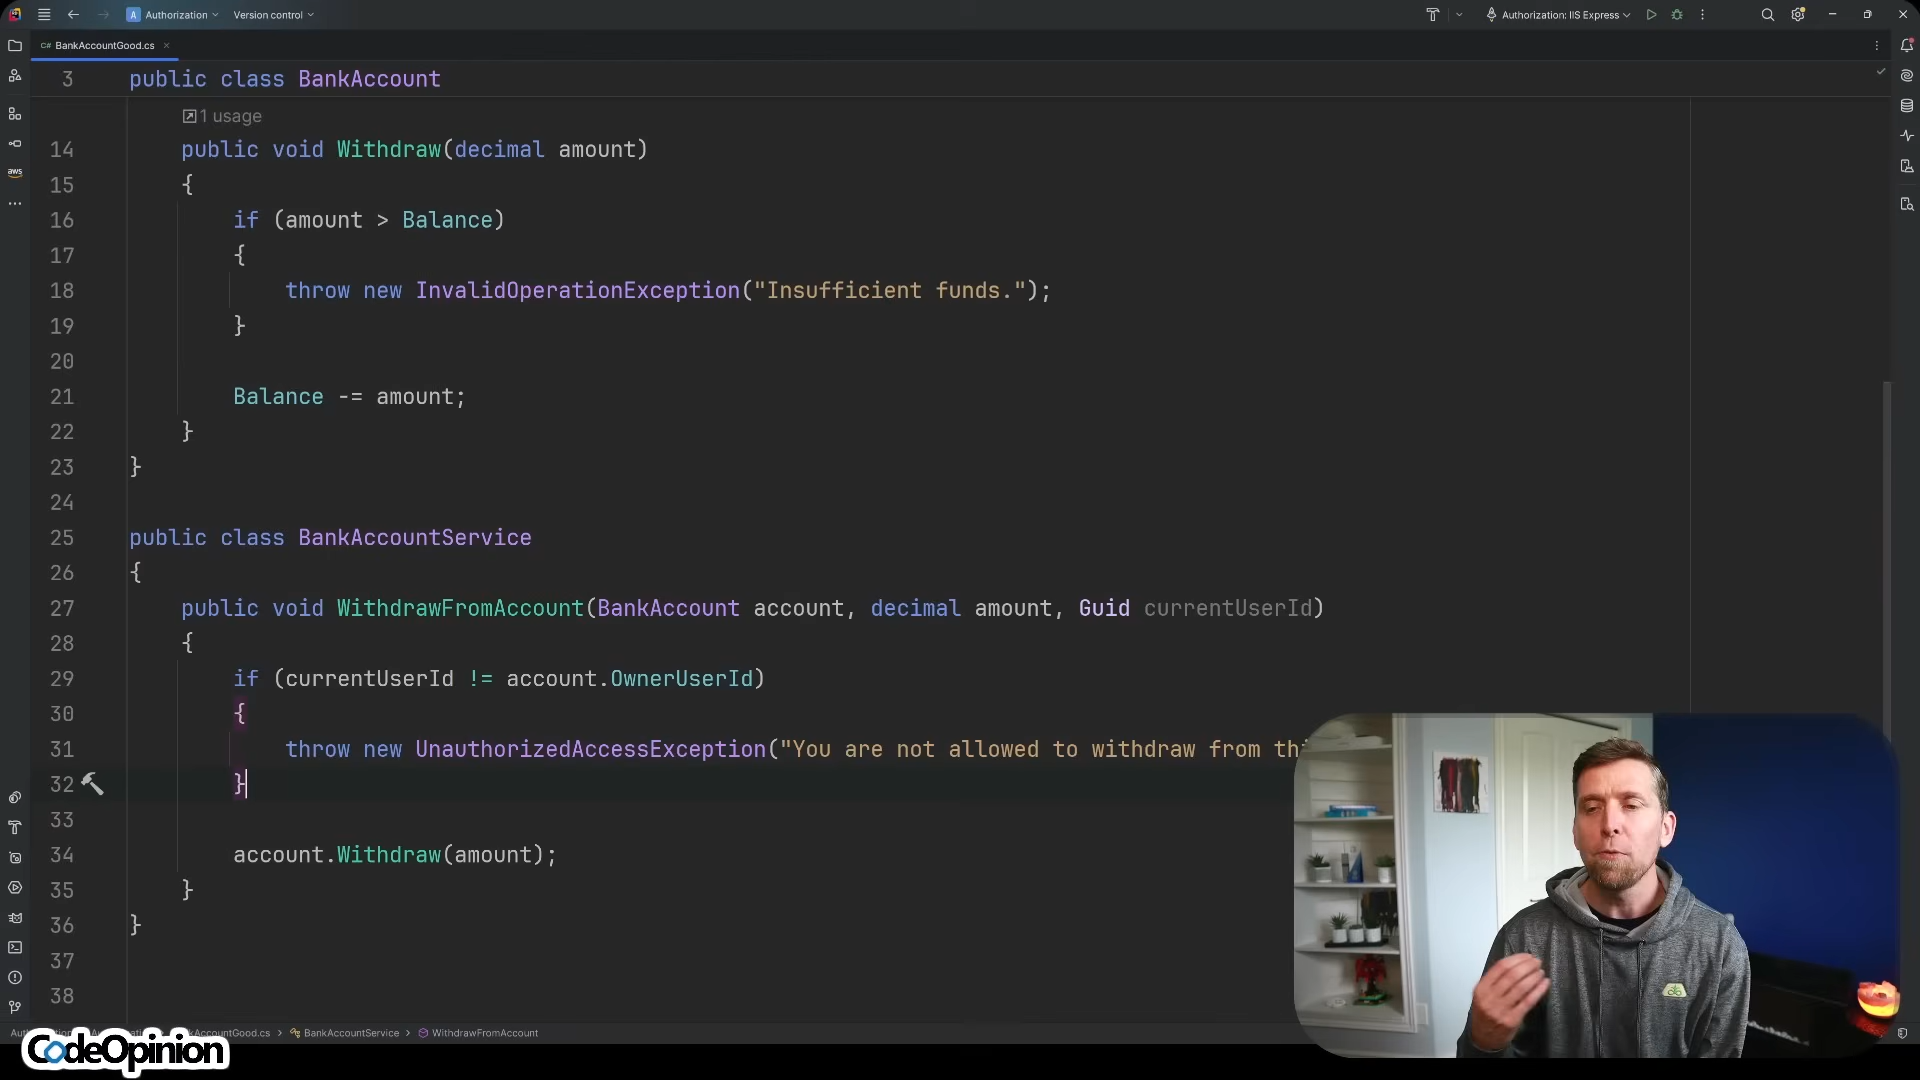 Authorization
Version control
Authorization: IIS Express
C# BankAccountGood.cs
3 public class BankAccount
1 usage
14 public void Withdraw(decimal amount)
15 {
16 if (amount > Balance)
17 {
18 throw new InvalidOperationException("Insufficient funds.");
19 }
20
21 Balance -= amount;
22 }
23 }
24
25 public class BankAccountService
26 {
27 public void WithdrawFromAccount(BankAccount account, decimal amount, Guid currentUserId)
28 {
29 if (currentUserId != account.OwnerUserId)
30 {
31 throw new UnauthorizedAccessException("You are not allowed to withdraw from thi
32 }
33
34 account.Withdraw(amount);
35 }
36 }
37
38
aws
BankAccountService
WithdrawFromAccount
CodeOpinion